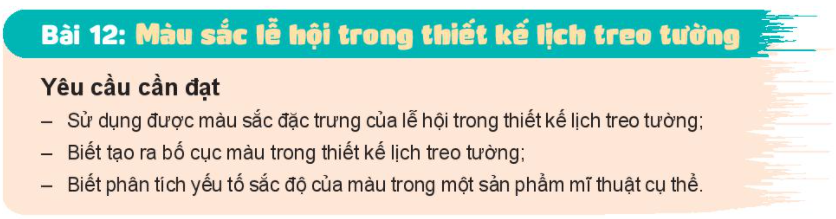 Bài 12: Màu sắc lễ hội trong thiết kế lịch treo tường
Yêu cầu cần đạt
– Sử dụng được màu sắc đặc trưng của lễ hội trong thiết kế lịch treo tường;
– Biết tạo ra bố cục màu trong thiết kế lịch treo tường;
– Biết phân tích yếu tố sắc độ của màu trong một sản phẩm mĩ thuật cụ thể.